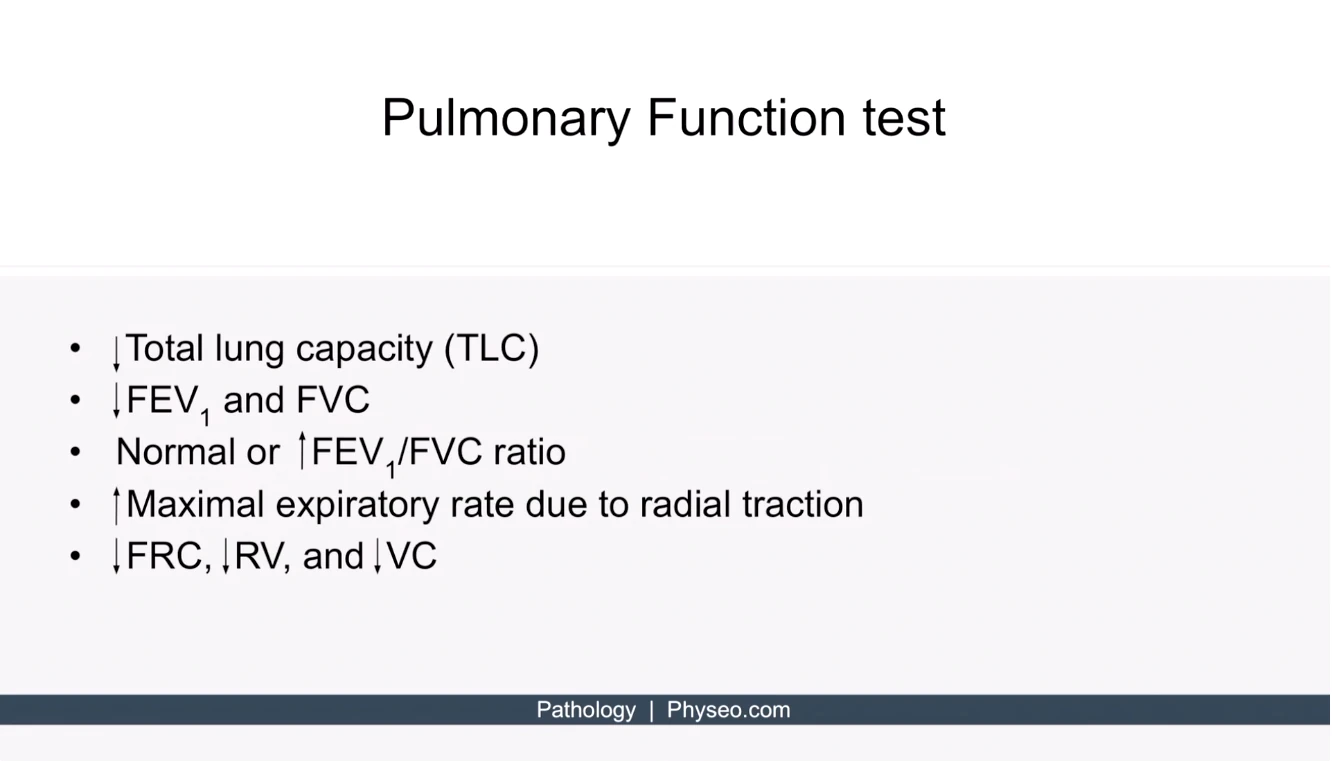 Pulmonary Function test
• ↓Total lung capacity (TLC)
• ↓FEV₁ and FVC
• Normal or ↑FEV₁/FVC ratio
• ↑Maximal expiratory rate due to radial traction
• ↓FRC, ↓RV, and ↓VC
Pathology | Physeo.com